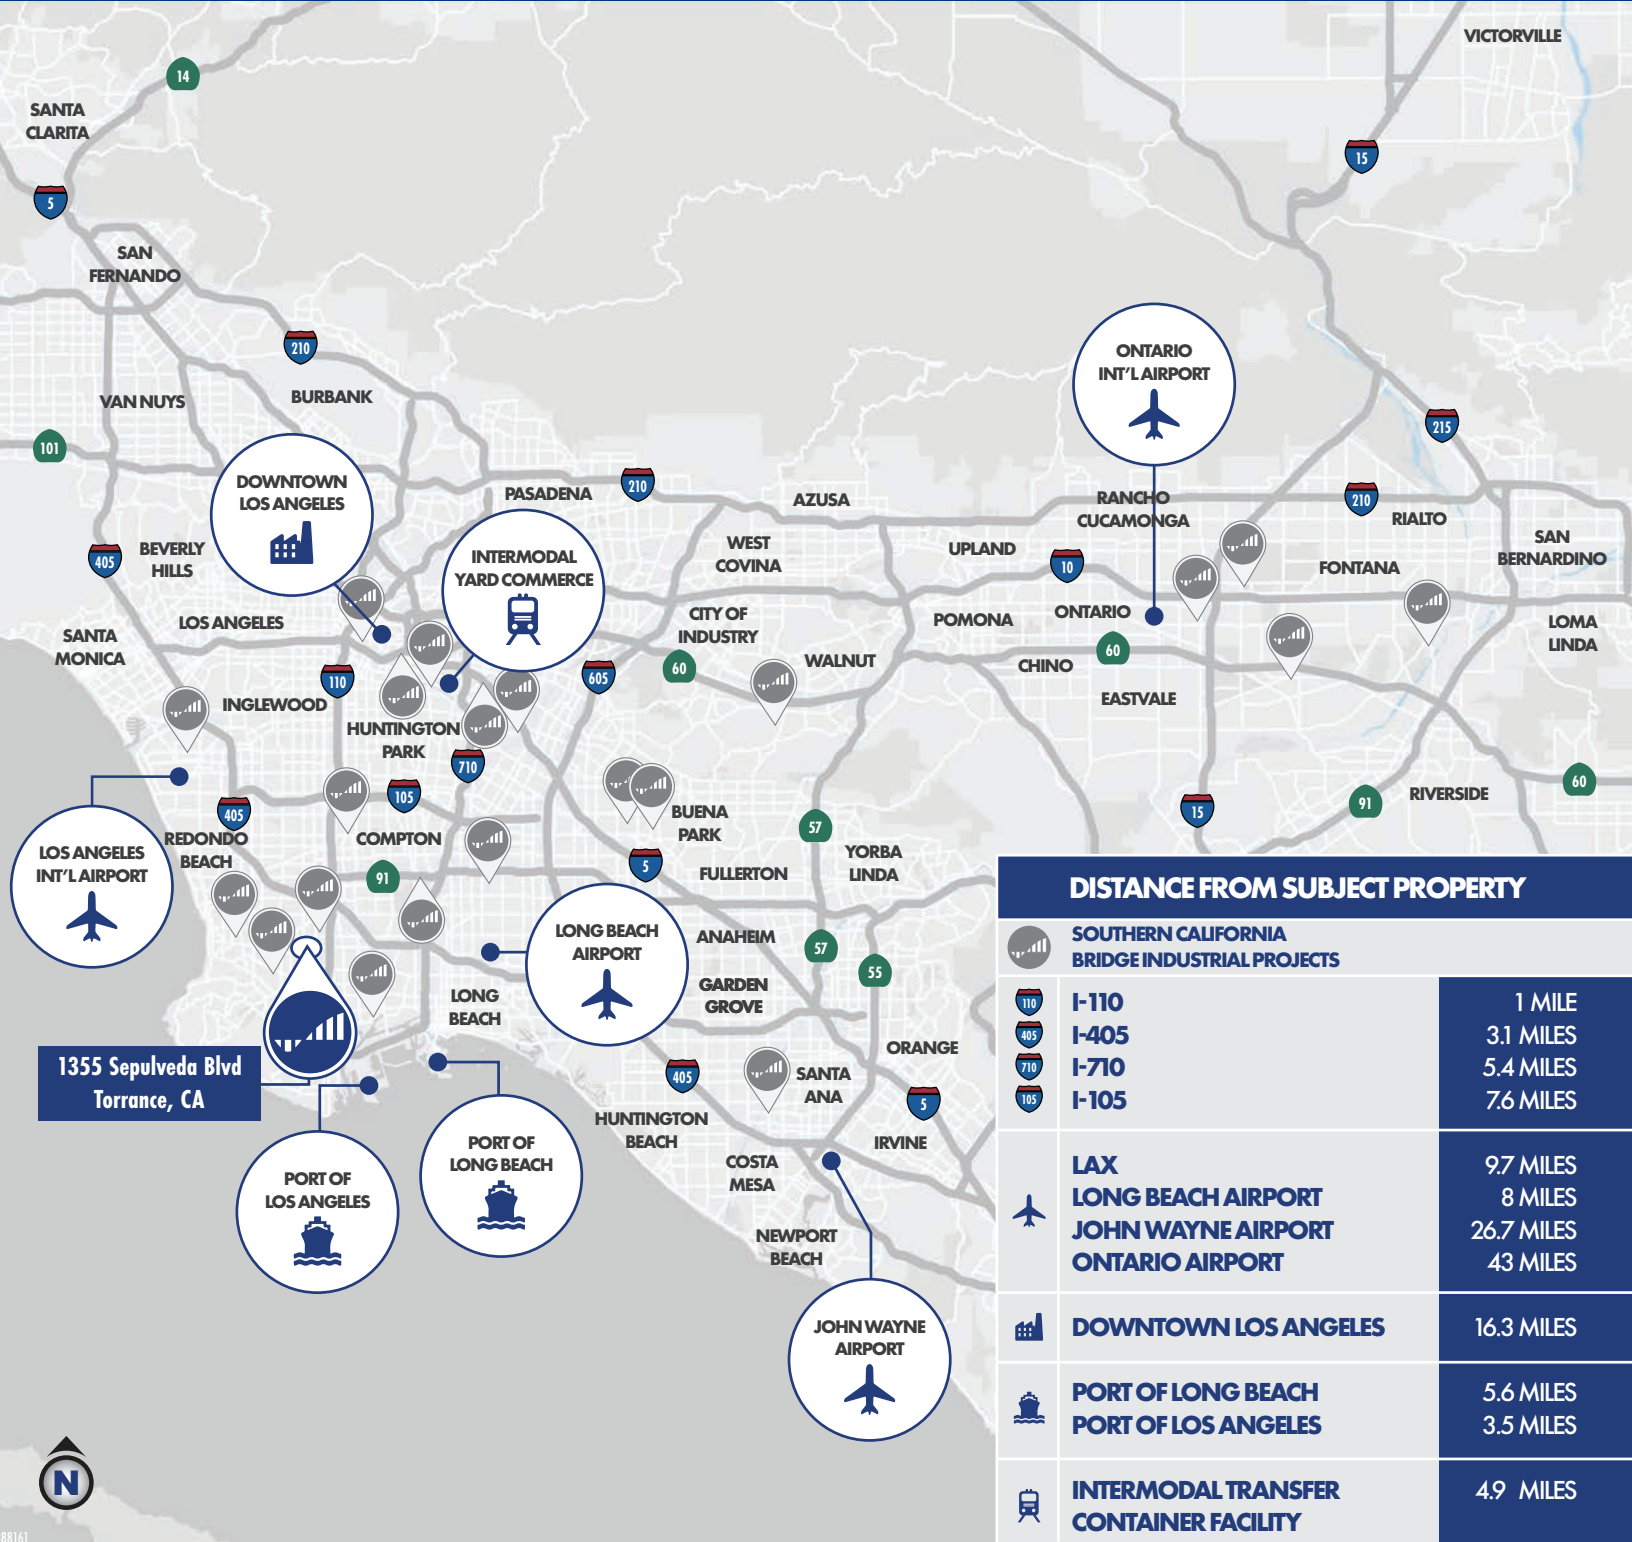 VICTORVILLE
14
SANTA
CLARITA
15
5
SAN
FERNANDO
210
VAN NUYS
BURBANK
101
ONTARIO
INT'L AIRPORT
215
DOWNTOWN
LOS ANGELES
PASADENA
210
AZUSA
RANCHO
CUCAMONGA
210
RIALTO
405
BEVERLY
HILLS
INTERMODAL
YARD COMMERCE
WEST
COVINA
UPLAND
10
FONTANA
SAN
BERNARDINO
LOS ANGELES
CITY OF
INDUSTRY
POMONA
ONTARIO
LOMA
LINDA
SANTA
MONICA
110
605
60
WALNUT
CHINO
60
EASTVALE
INGLEWOOD
HUNTINGTON
PARK
710
405
105
REDONDO
BEACH
COMPTON
BUENA
PARK
57
15
91
RIVERSIDE
60
LOS ANGELES
INT'L AIRPORT
91
5
FULLERTON
YORBA
LINDA
LONG BEACH
AIRPORT
ANAHEIM
57
55
GARDEN
GROVE
LONG
BEACH
1355 Sepulveda Blvd
Torrance, CA
405
SANTA
ANA
ORANGE
5
HUNTINGTON
BEACH
IRVINE
COSTA
MESA
PORT OF
LONG BEACH
PORT OF
LOS ANGELES
NEWPORT
BEACH
JOHN WAYNE
AIRPORT
N
88161
DISTANCE FROM SUBJECT PROPERTY
SOUTHERN CALIFORNIA
BRIDGE INDUSTRIAL PROJECTS
110 I-110 1 MILE
405 I-405 3.1 MILES
710 I-710 5.4 MILES
105 I-105 7.6 MILES
LAX 9.7 MILES
LONG BEACH AIRPORT 8 MILES
JOHN WAYNE AIRPORT 26.7 MILES
ONTARIO AIRPORT 43 MILES
DOWNTOWN LOS ANGELES 16.3 MILES
PORT OF LONG BEACH 5.6 MILES
PORT OF LOS ANGELES 3.5 MILES
INTERMODAL TRANSFER 4.9 MILES
CONTAINER FACILITY